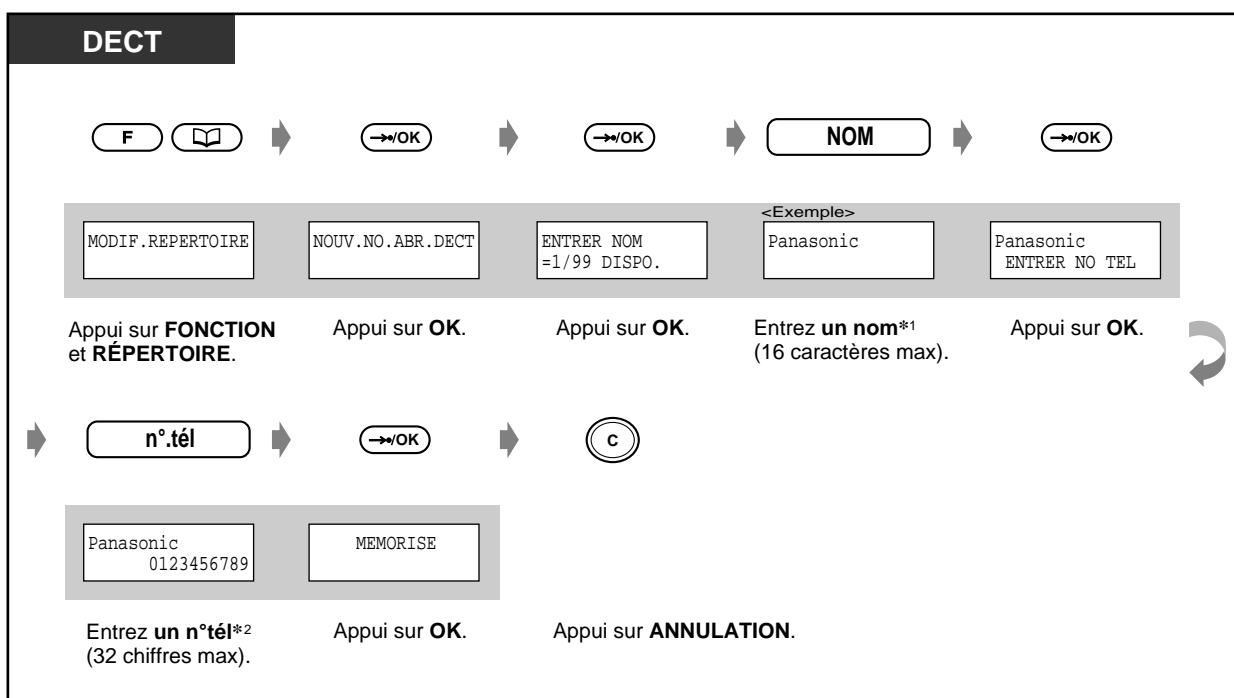 DECT
F →/OK →/OK NOM →/OK
<Exemple>
MODIF.REPERTOIRE NOUV.NO.ABR.DECT ENTRER NOM Panasonic Panasonic
=1/99 DISPO. ENTRER NO TEL
Appui sur FONCTION Appui sur OK. Appui sur OK. Entrez un nom*1 Appui sur OK.
et RÉPERTOIRE. (16 caractères max).
n°.tél →/OK C
Panasonic MEMORISE
0123456789
Entrez un n°tél*2 Appui sur OK. Appui sur ANNULATION.
(32 chiffres max).